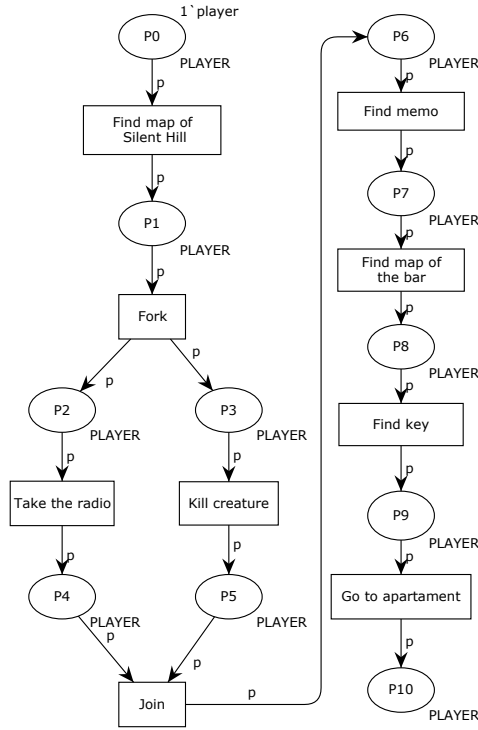 1`player
P0
PLAYER
p
Find map of
Silent Hill
p
P1
PLAYER
p
Fork
p
p
P2
PLAYER
P3
PLAYER
p
p
Take the radio
Kill creature
p
p
P4
PLAYER
P5
PLAYER
p
p
Join
p
P6
PLAYER
p
Find memo
p
P7
PLAYER
p
Find map of
the bar
p
P8
PLAYER
p
Find key
p
P9
PLAYER
p
Go to apartament
p
P10
PLAYER